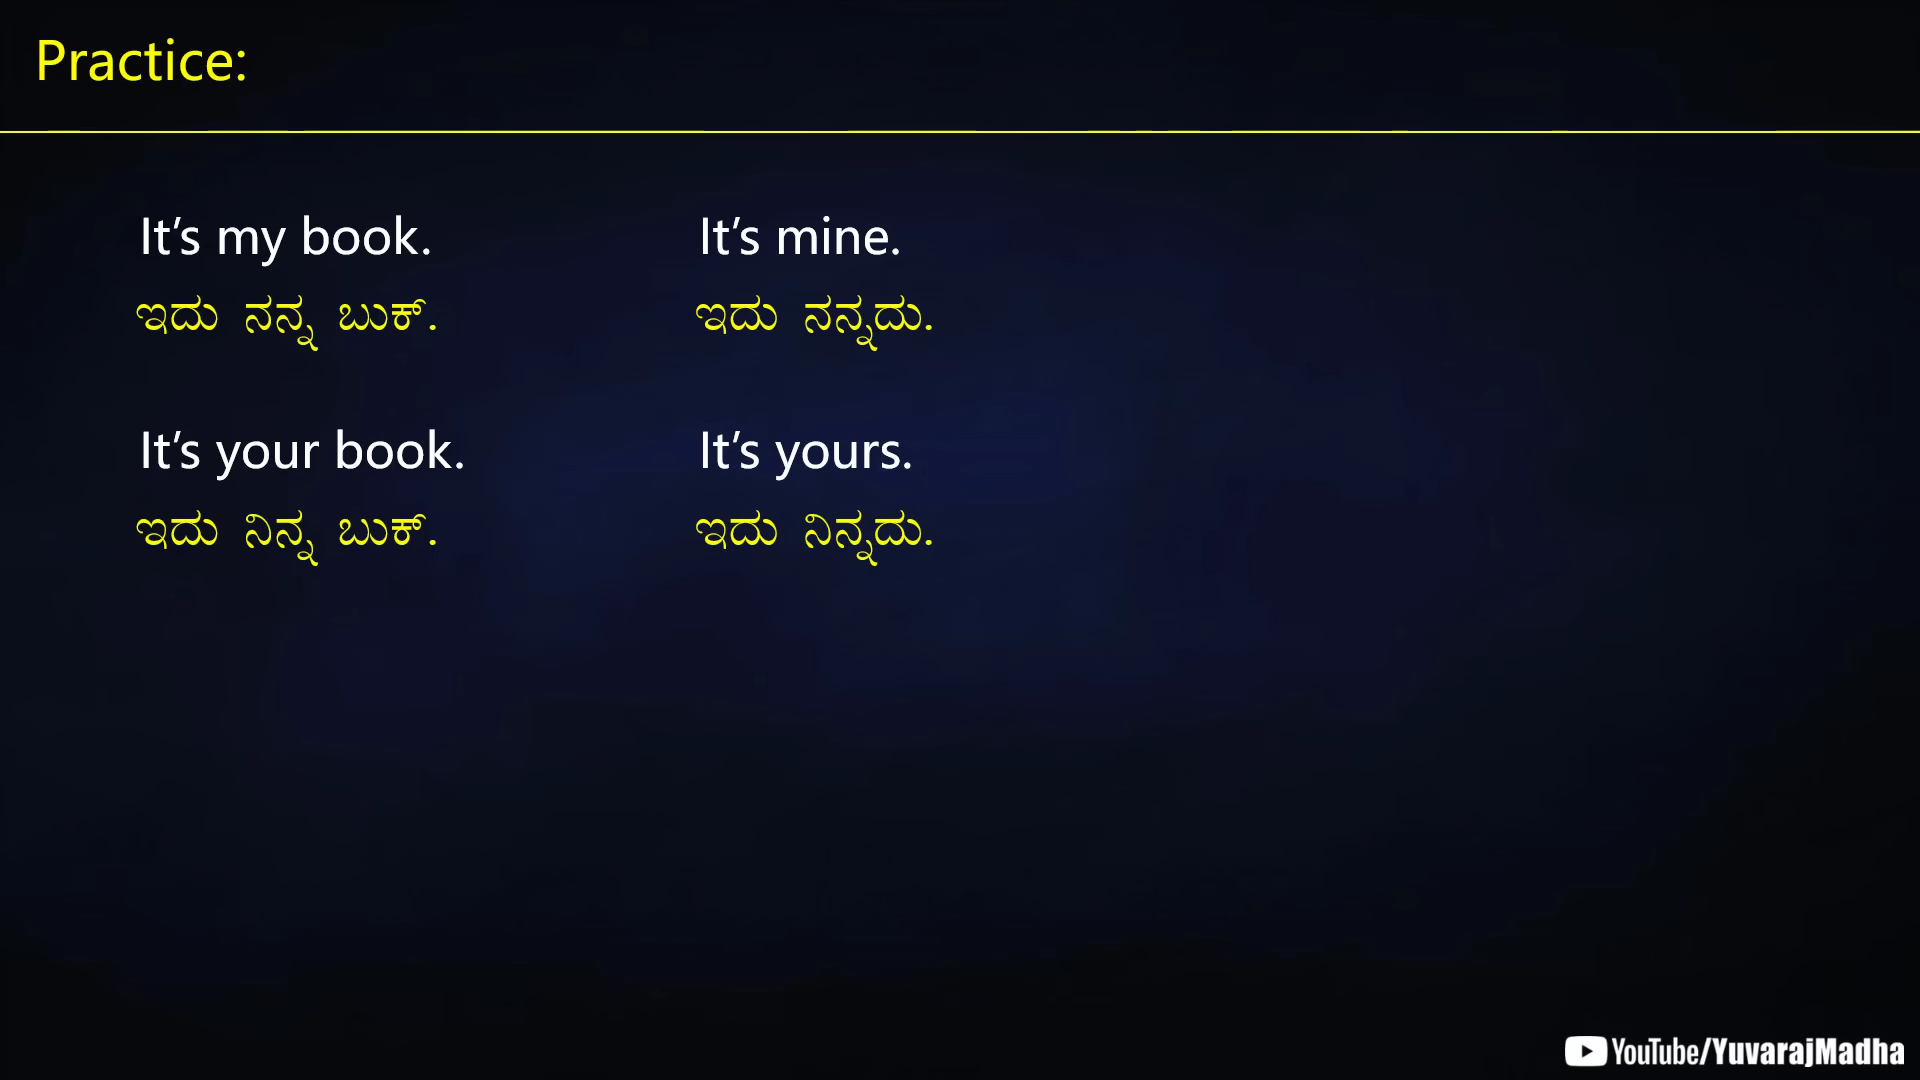 Practice:
It's my book.
ಇದು ನನ್ನ ಬುಕ್.
It's mine.
ಇದು ನನ್ನದು.
It's your book.
ಇದು ನಿನ್ನ ಬುಕ್.
It's yours.
ಇದು ನಿನ್ನದು.
YouTube/YuvarajMadha